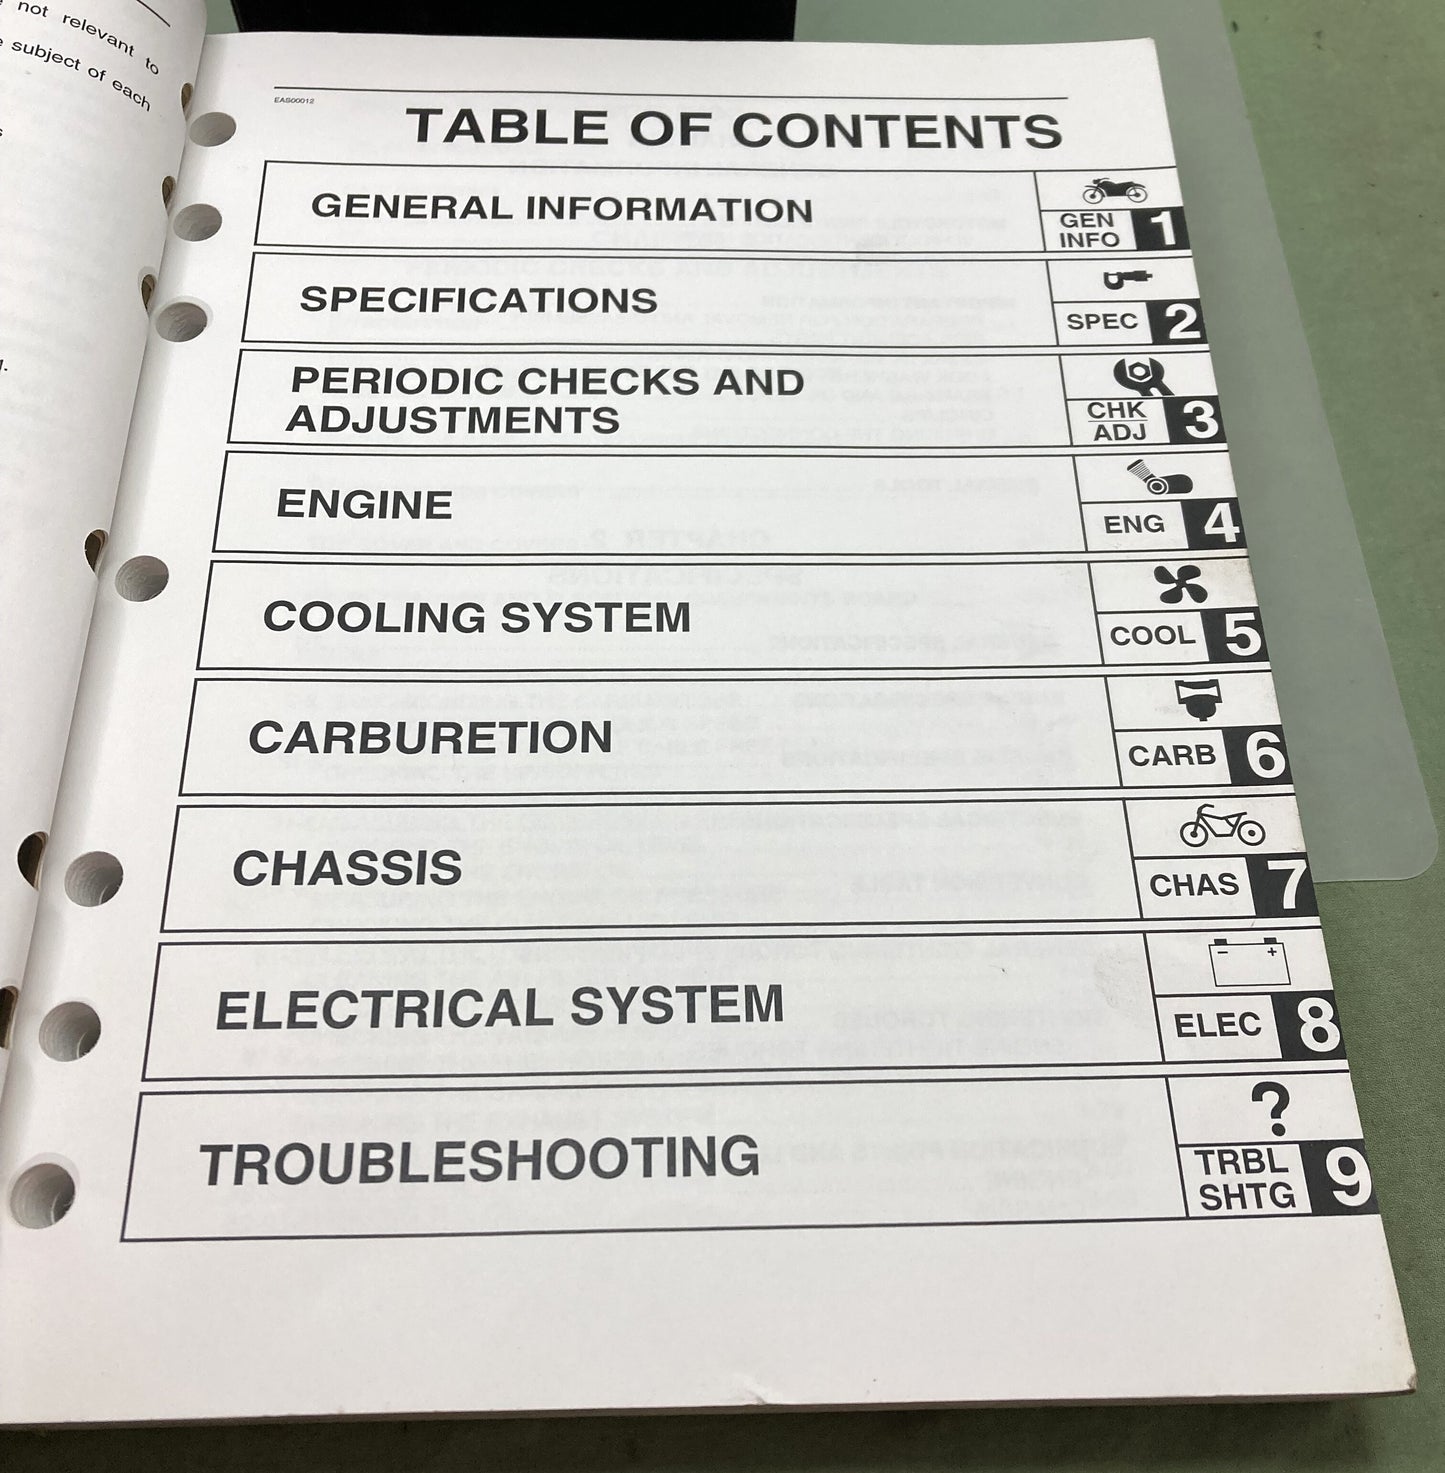 not relevant to
subject of each
EAS00012
TABLE OF CONTENTS
GENERAL INFORMATION
GEN
INFO 1
SPECIFICATIONS
SPEC 2
PERIODIC CHECKS AND
ADJUSTMENTS
CHK
ADJ 3
ENGINE
ENG 4
COOLING SYSTEM
COOL 5
CARBURETION
CARB 6
CHASSIS
CHAS 7
ELECTRICAL SYSTEM
- +
ELEC 8
TROUBLESHOOTING
?
TRBL
SHTG 9